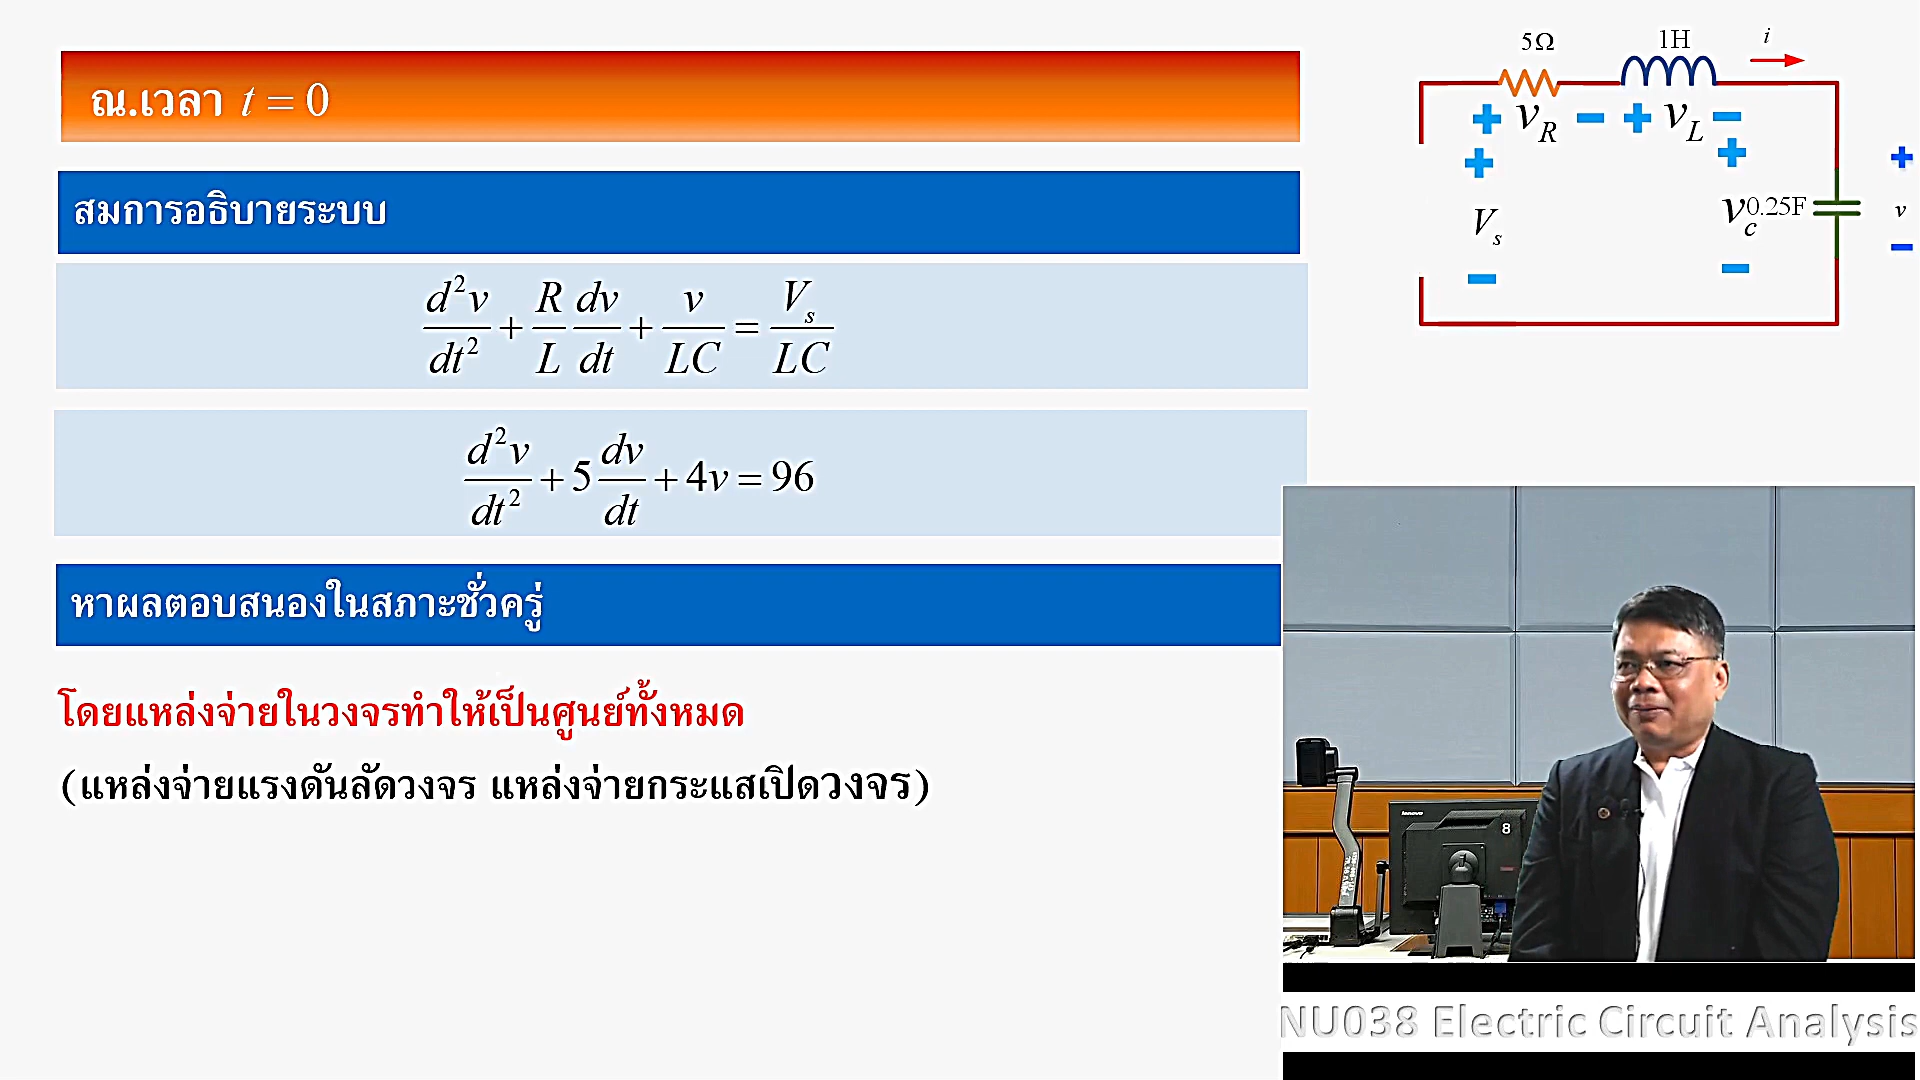 ณ.เวลา t = 0
สมการอธิบายระบบ
d²v/dt² + R/L dv/dt + v/LC = Vs/LC
d²v/dt² + 5 dv/dt + 4v = 96
หาผลตอบสนองในสภาะชั่วครู่
โดยแหล่งจ่ายในวงจรทำให้เป็นศูนย์ทั้งหมด
(แหล่งจ่ายแรงดันลัดวงจร แหล่งจ่ายกระแสเปิดวงจร)
5Ω
1H
i
+ vR − + vL −
+
+
+
Vs
vc
0.25F
v
−
−
−
lenovo
8
NU038 Electric Circuit Analysis